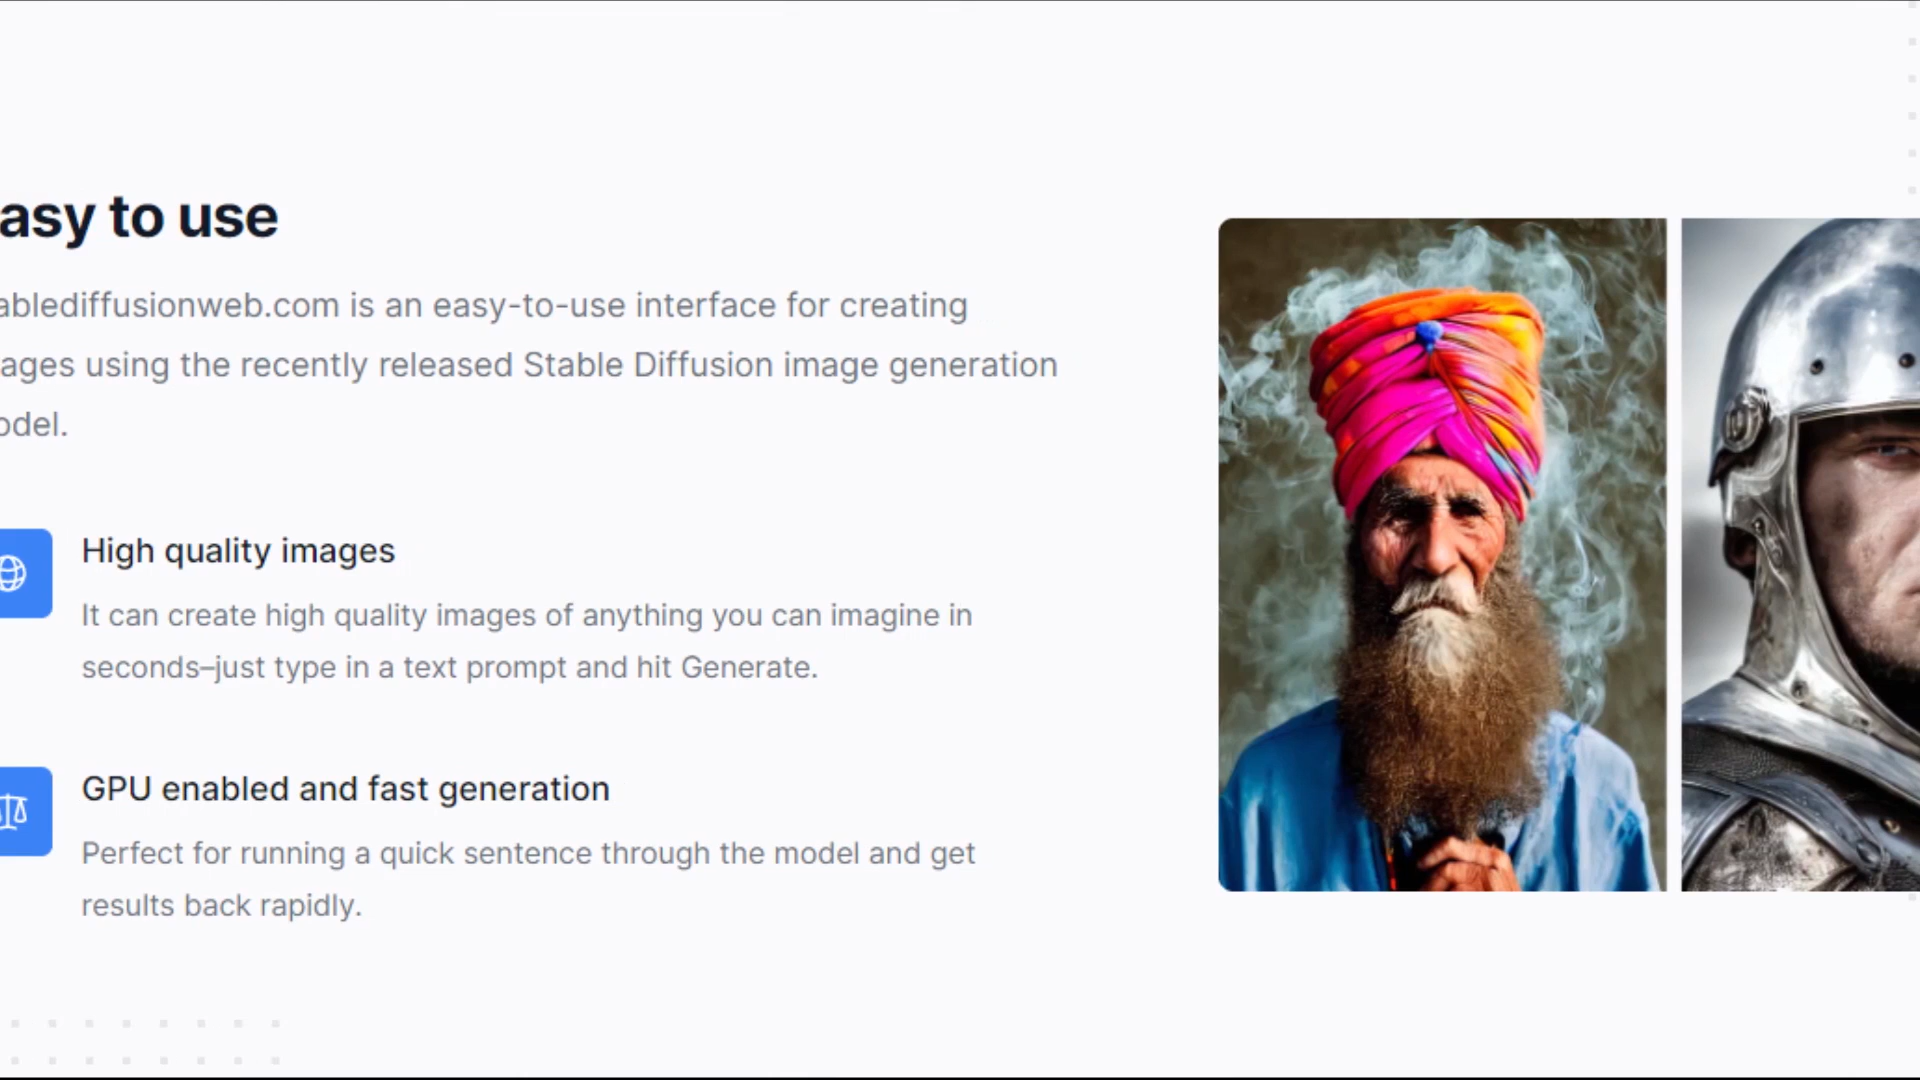 asy to use
ablediffusionweb.com is an easy-to-use interface for creating
ages using the recently released Stable Diffusion image generation
odel.
High quality images
It can create high quality images of anything you can imagine in
seconds–just type in a text prompt and hit Generate.
GPU enabled and fast generation
Perfect for running a quick sentence through the model and get
results back rapidly.